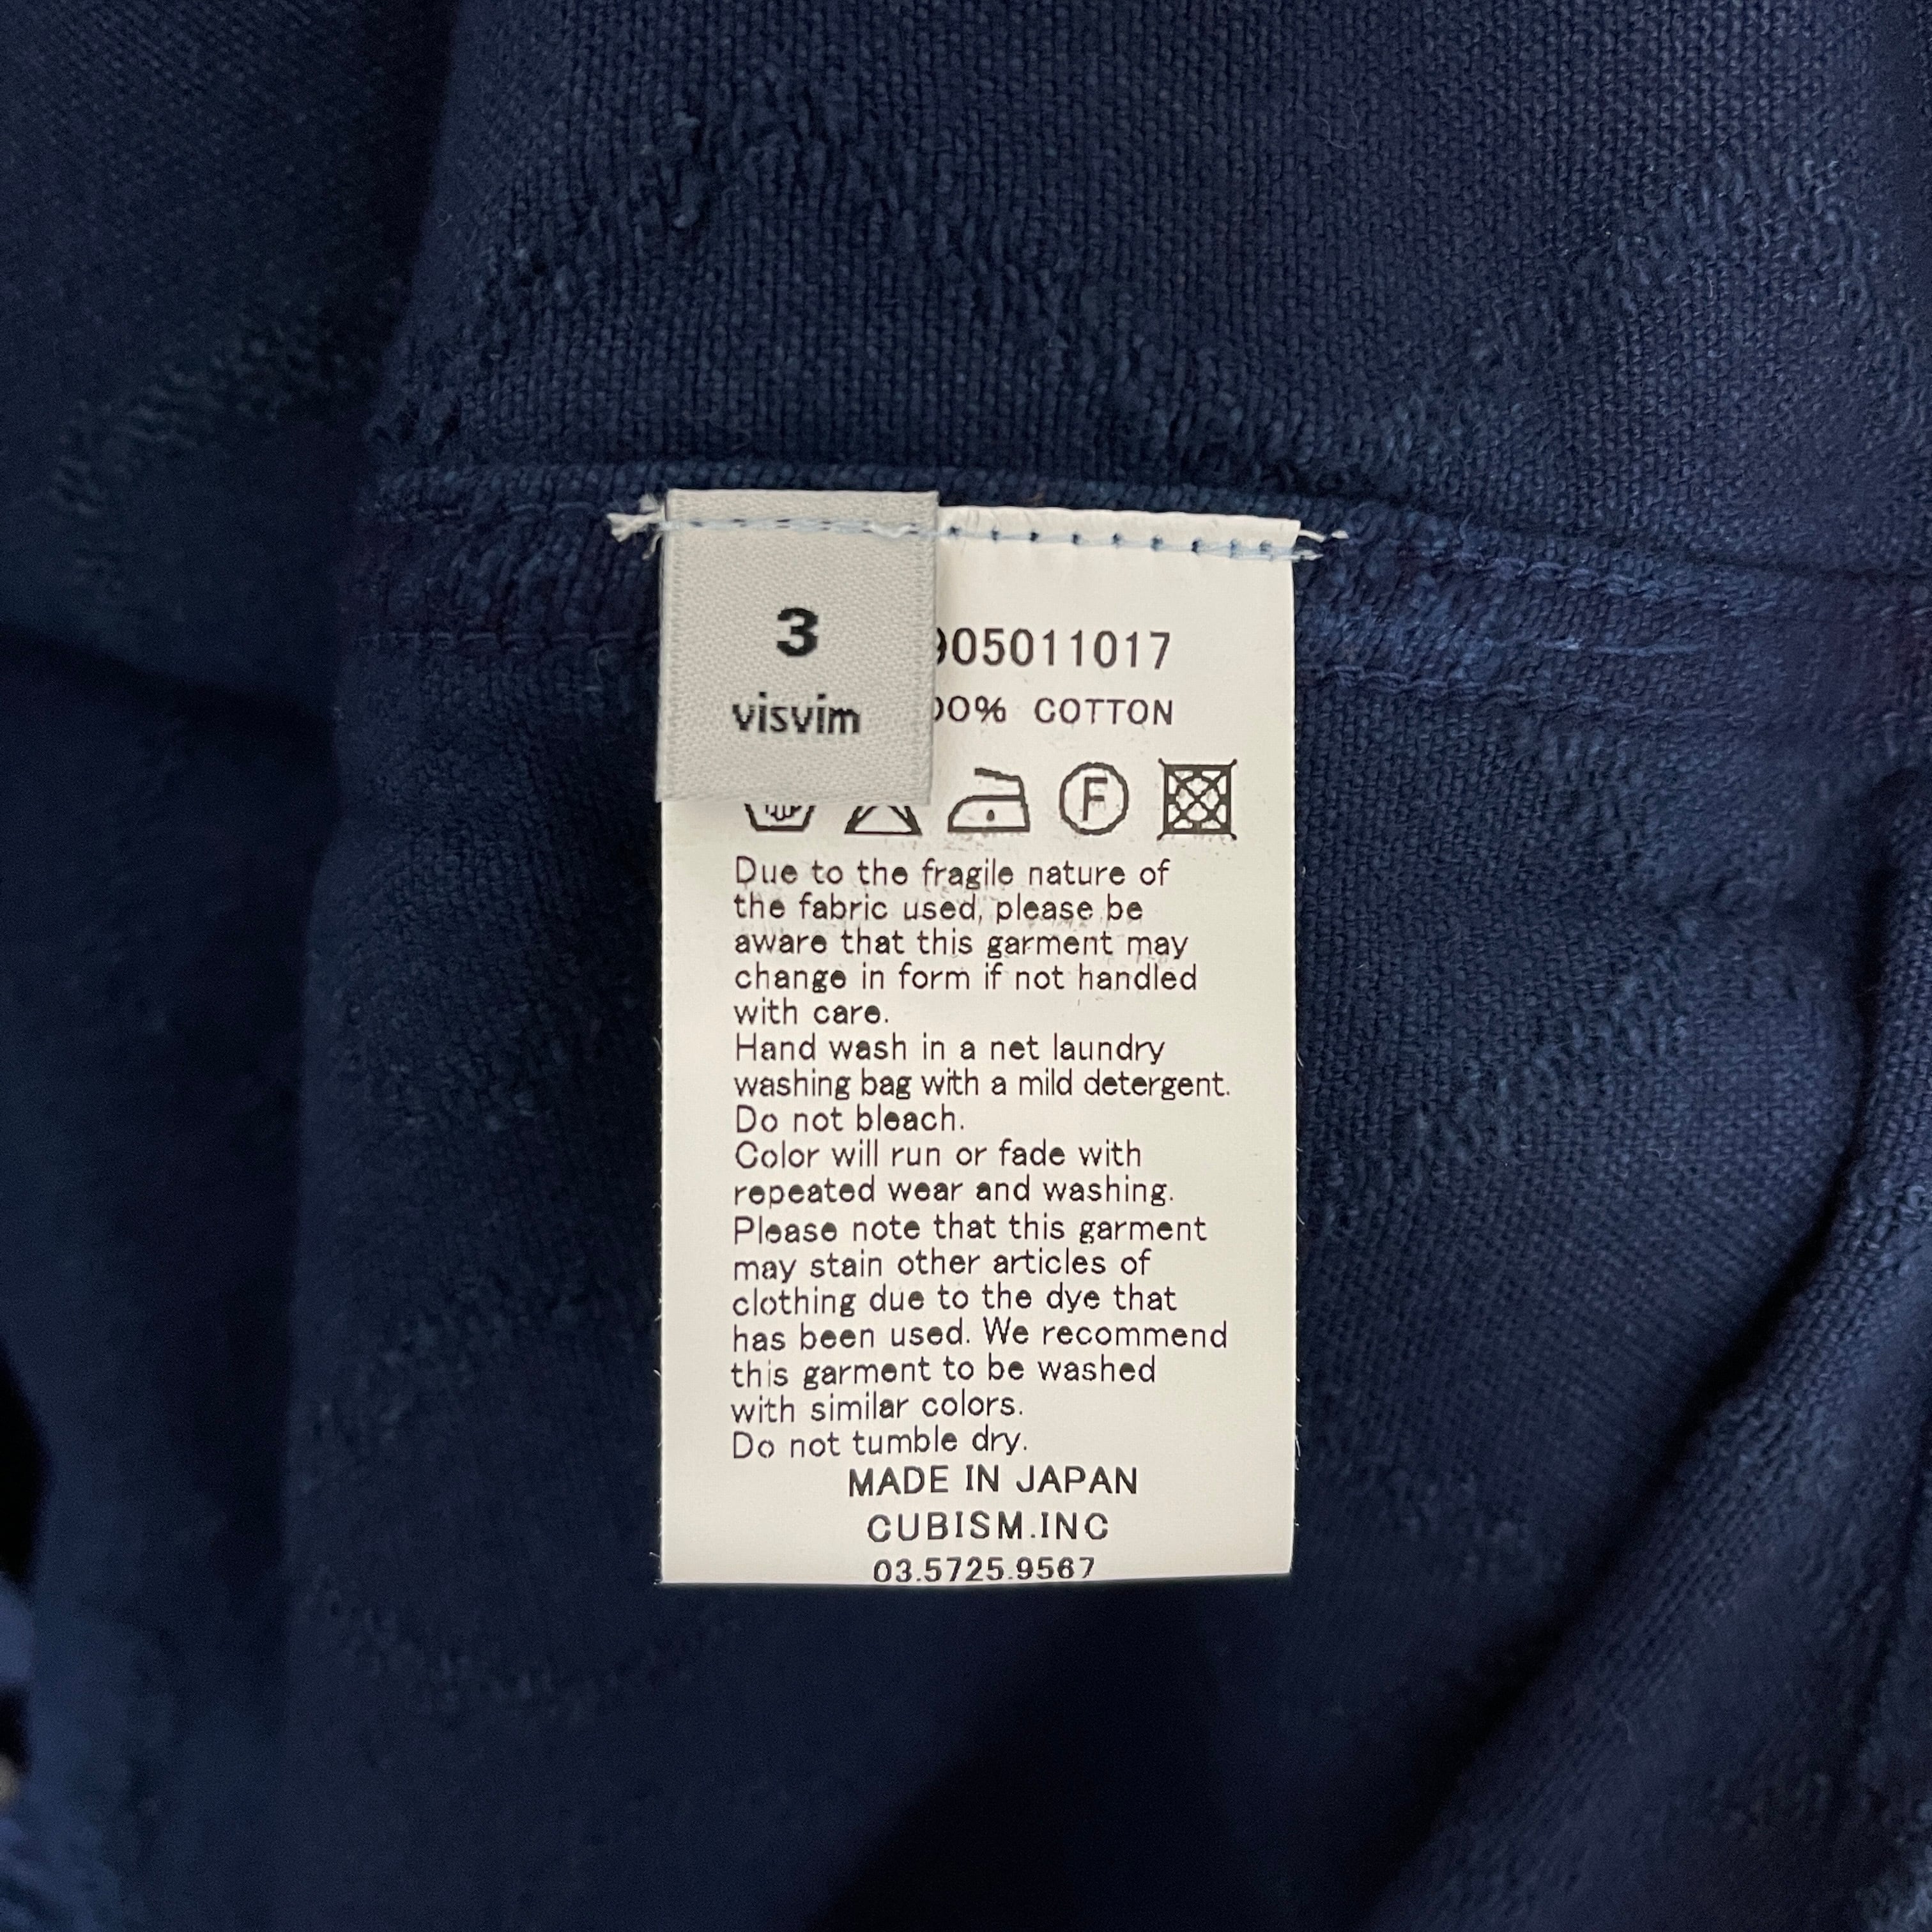 3
visvim
905011017
00% COTTON
F
Due to the fragile nature of
the fabric used, please be
aware that this garment may
change in form if not handled
with care.
Hand wash in a net laundry
washing bag with a mild detergent.
Do not bleach.
Color will run or fade with
repeated wear and washing.
Please note that this garment
may stain other articles of
clothing due to the dye that
has been used. We recommend
this garment to be washed
with similar colors.
Do not tumble dry.
MADE IN JAPAN
CUBISM.INC
03.5725.9567